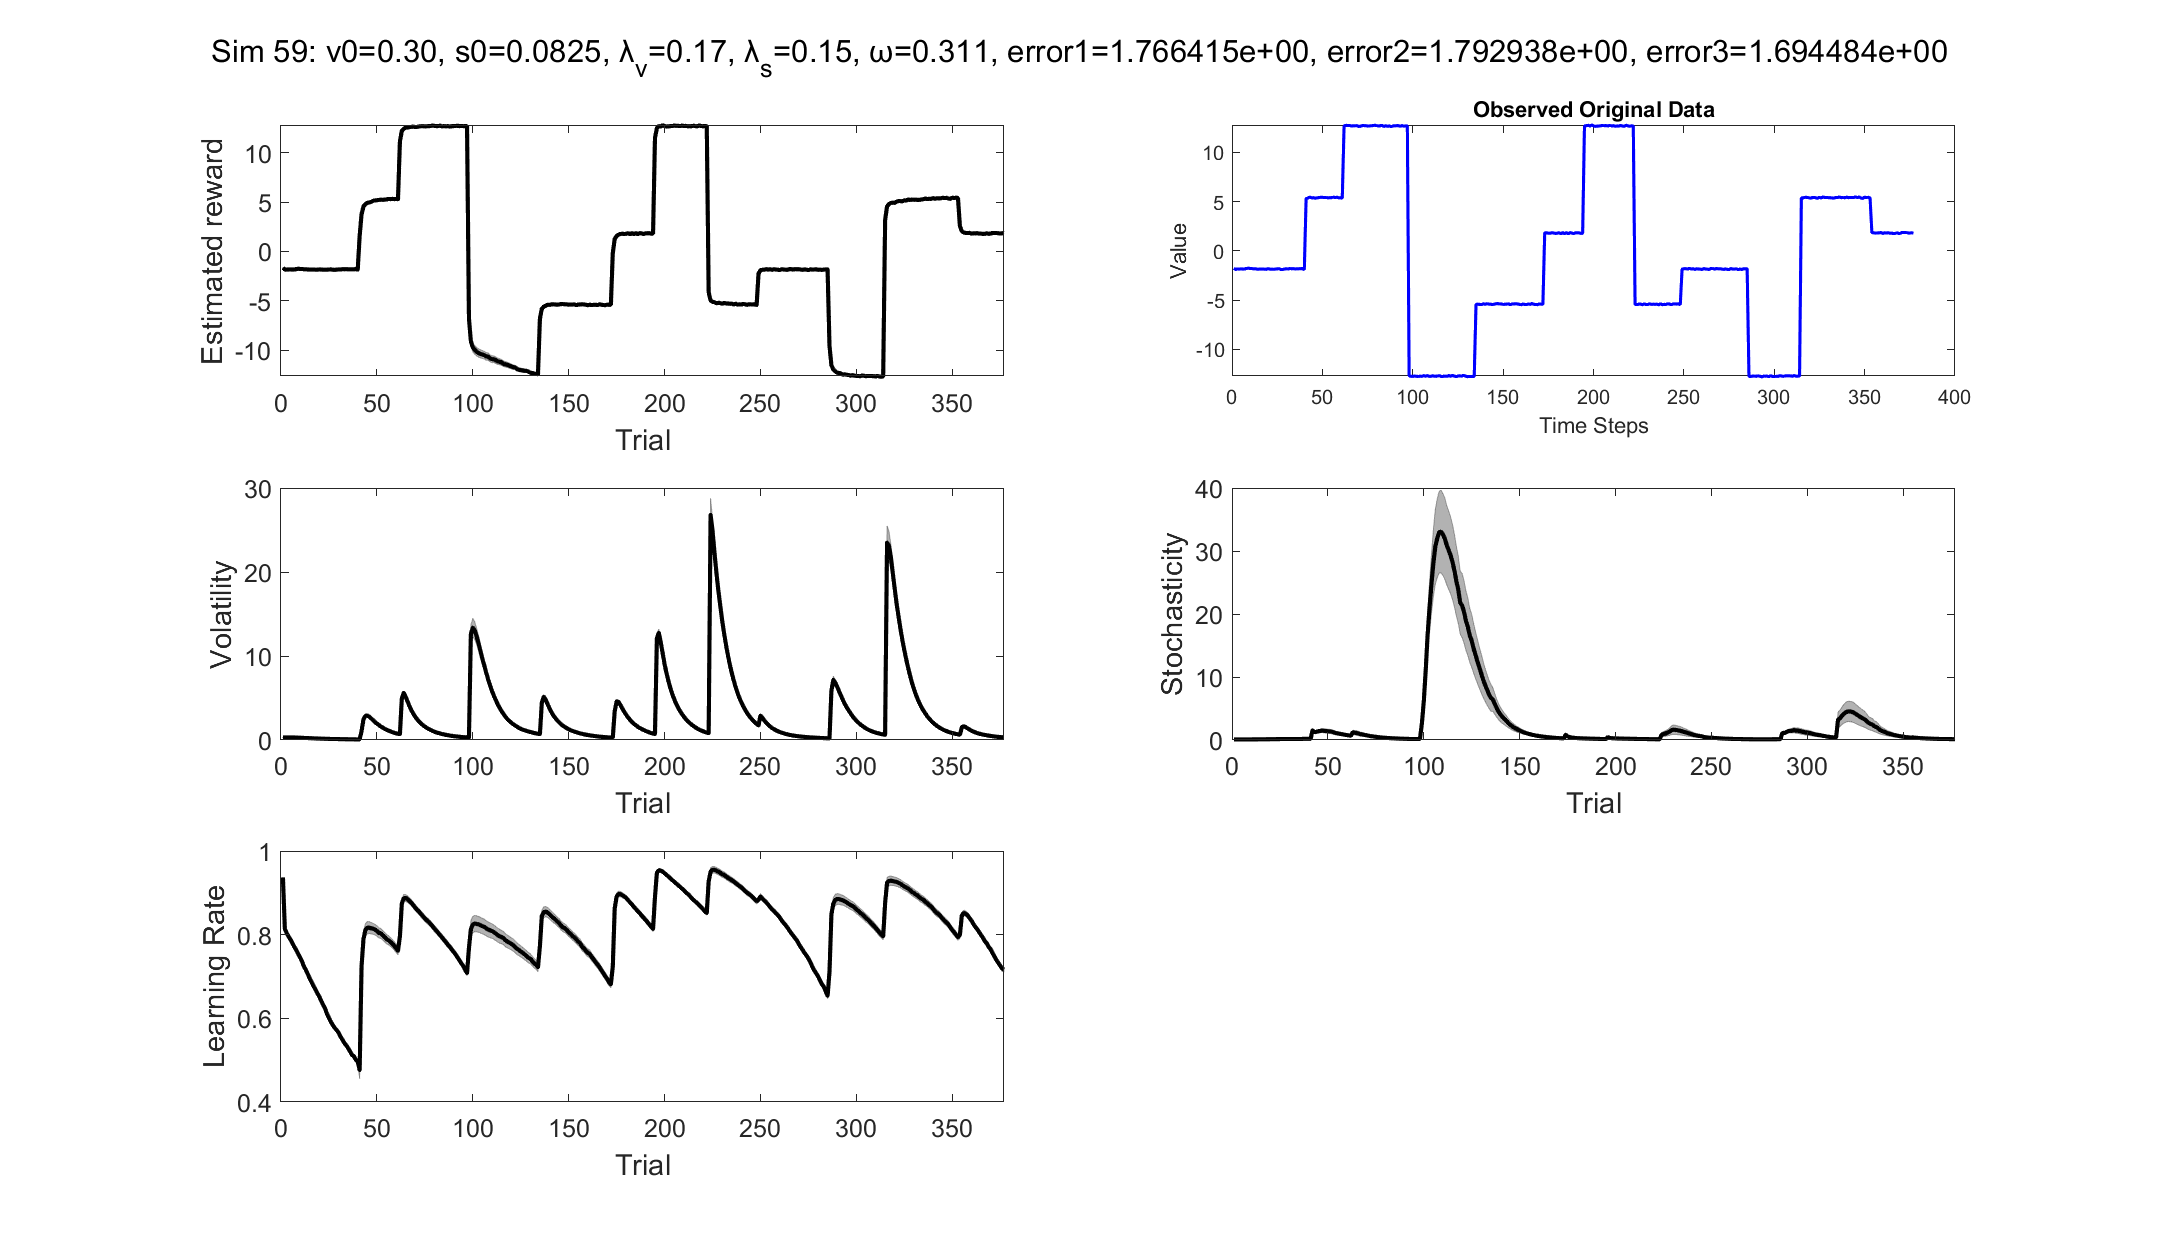 Sim 59: v0=0.30, s0=0.0825, λv=0.17, λs=0.15, ω=0.311, error1=1.766415e+00, error2=1.792938e+00, error3=1.694484e+00
Estimated reward
10
5
0
-5
-10
0 50 100 150 200 250 300 350
Trial
Observed Original Data
Value
10
5
0
-5
-10
0 50 100 150 200 250 300 350 400
Time Steps
Volatility
30
20
10
0
0 50 100 150 200 250 300 350
Trial
Stochasticity
40
30
20
10
0
0 50 100 150 200 250 300 350
Trial
Learning Rate
1
0.8
0.6
0.4
0 50 100 150 200 250 300 350
Trial